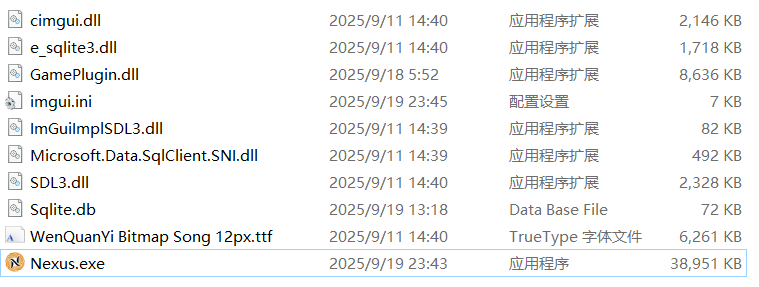 cimgui.dll 2025/9/11 14:40 应用程序扩展 2,146 KB
e_sqlite3.dll 2025/9/11 14:40 应用程序扩展 1,718 KB
GamePlugin.dll 2025/9/18 5:52 应用程序扩展 8,636 KB
imgui.ini 2025/9/19 23:45 配置设置 7 KB
ImGuiImplSDL3.dll 2025/9/11 14:39 应用程序扩展 82 KB
Microsoft.Data.SqlClient.SNI.dll 2025/9/11 14:39 应用程序扩展 492 KB
SDL3.dll 2025/9/11 14:40 应用程序扩展 2,328 KB
Sqlite.db 2025/9/19 13:18 Data Base File 72 KB
WenQuanYi Bitmap Song 12px.ttf 2025/9/11 14:40 TrueType 字体文件 6,261 KB
Nexus.exe 2025/9/19 23:43 应用程序 38,951 KB